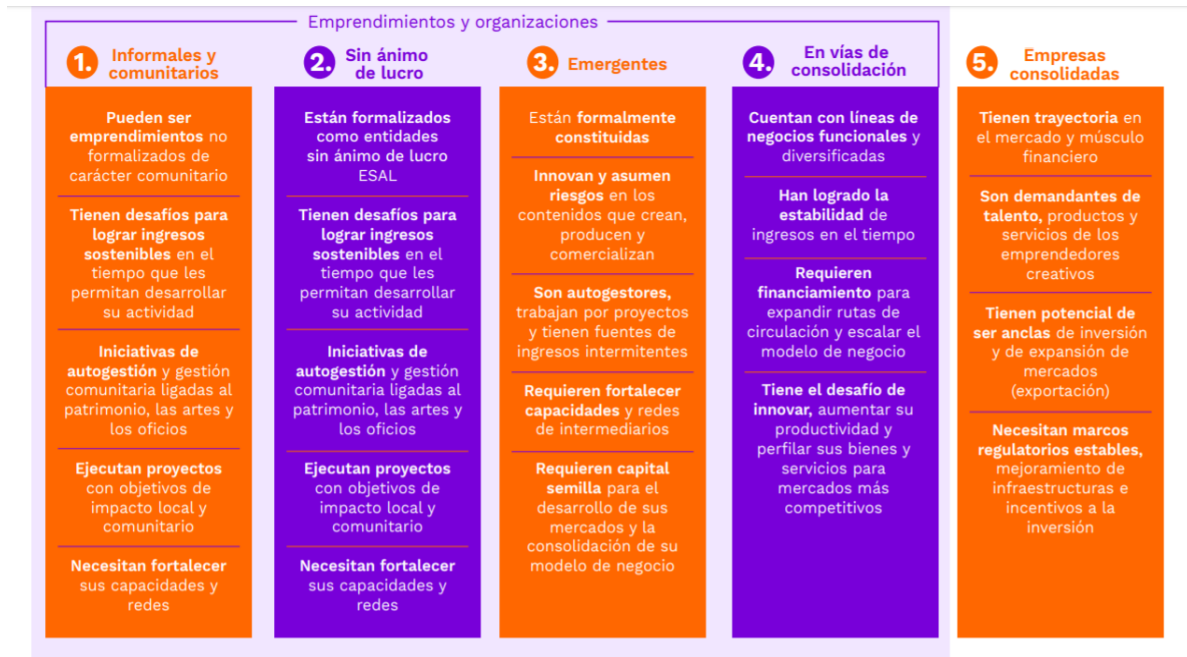 Emprendimientos y organizaciones
1.
Informales y
comunitarios
Pueden ser
emprendimientos no
formalizados de
carácter comunitario
Tienen desafíos para
lograr ingresos
sostenibles en el
tiempo que les
permitan desarrollar
su actividad
Iniciativas de
autogestión y gestión
comunitaria ligadas al
patrimonio, las artes y
los oficios
Ejecutan proyectos
con objetivos de
impacto local y
comunitario
Necesitan fortalecer
sus capacidades y
redes
2.
Sin ánimo
de lucro
Están formalizados
como entidades
sin ánimo de lucro
ESAL
Tienen desafíos para
lograr ingresos
sostenibles en el
tiempo que les
permitan desarrollar
su actividad
Iniciativas de
autogestión y gestión
comunitaria ligadas al
patrimonio, las artes y
los oficios
Ejecutan proyectos
con objetivos de
impacto local y
comunitario
Necesitan fortalecer
sus capacidades y
redes
3.
Emergentes
Están formalmente
constituidas
Innovan y asumen
riesgos en los
contenidos que crean,
producen y
comercializan
Son autogestores,
trabajan por proyectos
y tienen fuentes de
ingresos intermitentes
Requieren fortalecer
capacidades y redes
de intermediarios
Requieren capital
semilla para el
desarrollo de sus
mercados y la
consolidación de su
modelo de negocio
4.
En vías de
consolidación
Cuentan con líneas de
negocios funcionales y
diversificadas
Han logrado la
estabilidad de
ingresos en el tiempo
Requieren
financiamiento para
expandir rutas de
circulación y escalar el
modelo de negocio
Tiene el desafío de
innovar, aumentar su
productividad y
perfilar sus bienes y
servicios para
mercados más
competitivos
5.
Empresas
consolidadas
Tienen trayectoria en
el mercado y músculo
financiero
Son demandantes de
talento, productos y
servicios de los
emprendedores
creativos
Tienen potencial de
ser anclas de inversión
y de expansión de
mercados
(exportación)
Necesitan marcos
regulatorios estables,
mejoramiento de
infraestructuras e
incentivos a la
inversión